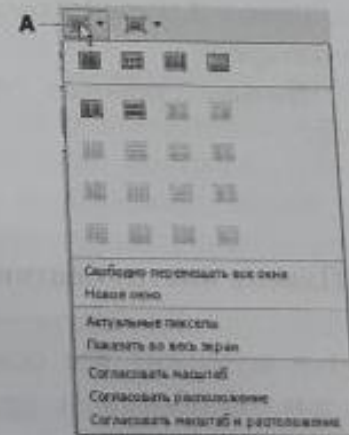 A
Свободно перемещать все окна
Новое окно
Актуальные пикселы
Показать во весь экран
Согласовать масштаб
Согласовать расположение
Согласовать масштаб и расположение